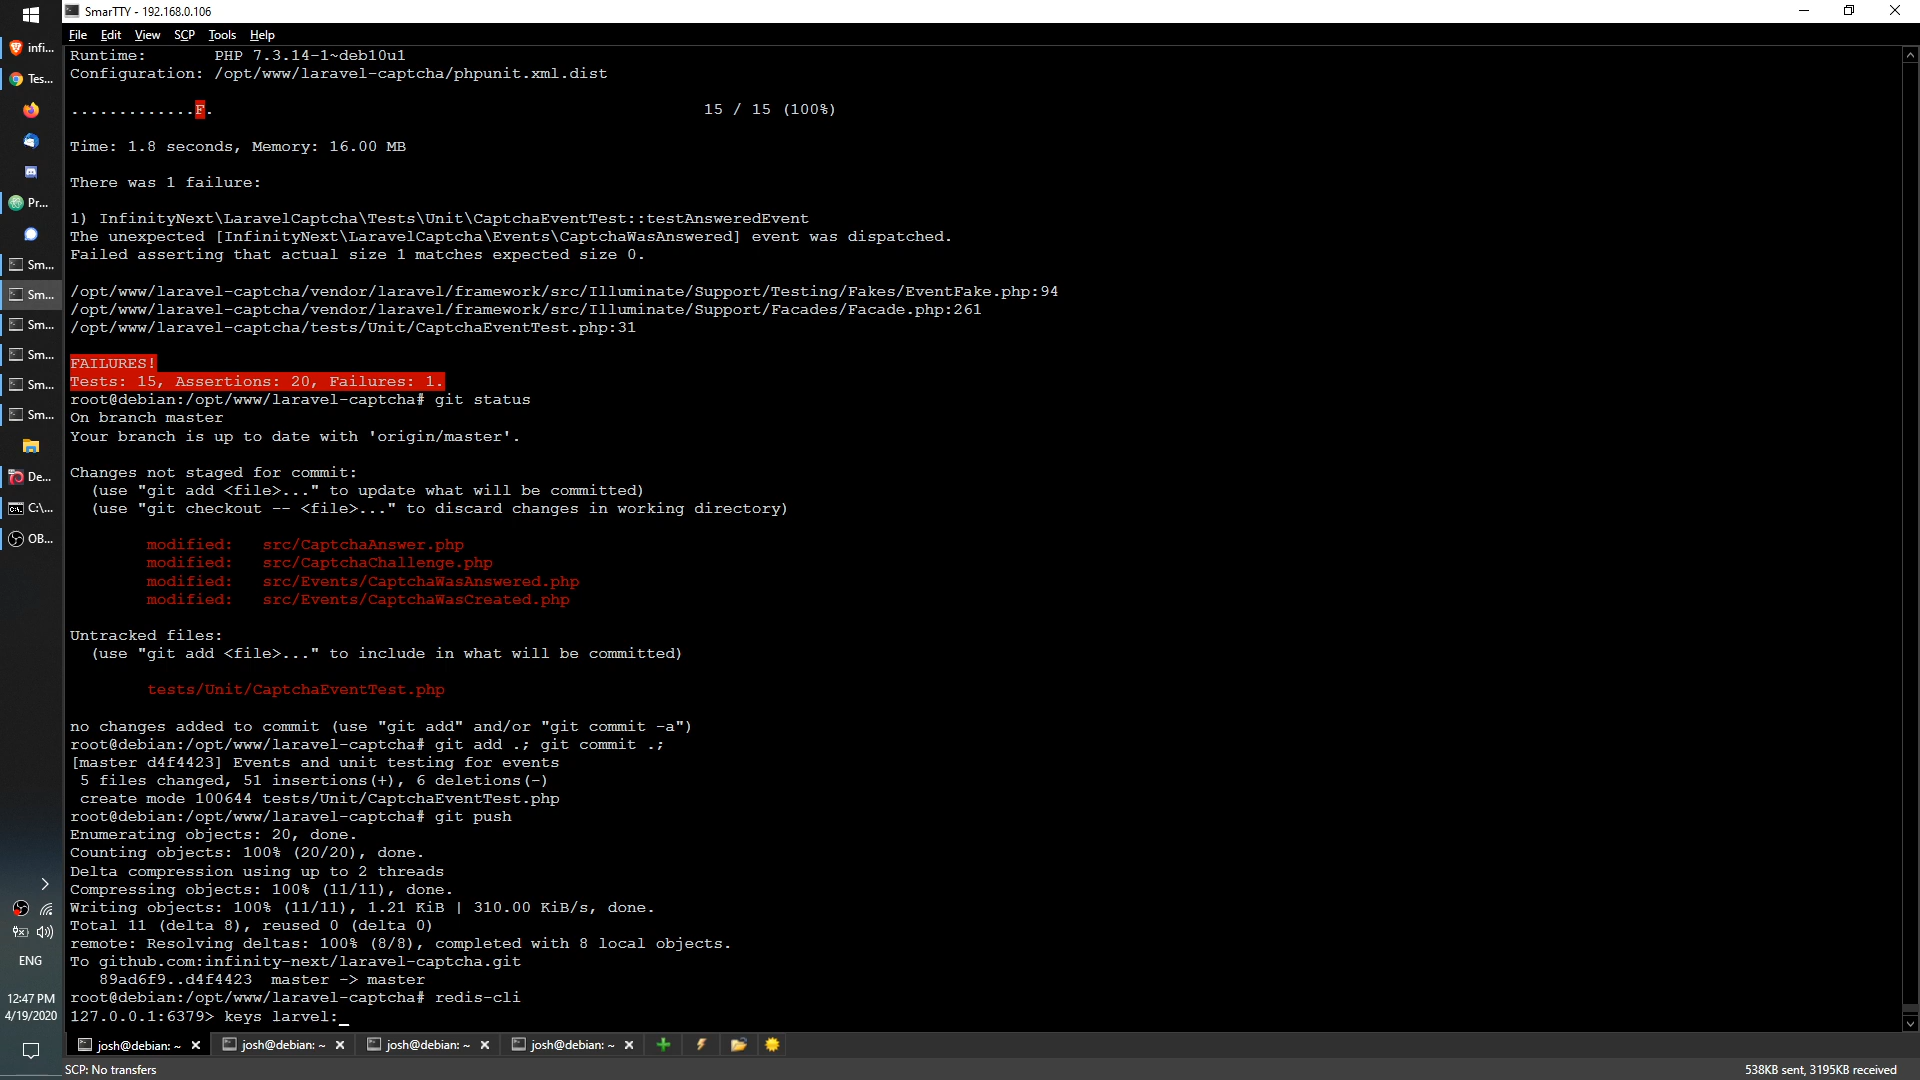 SmarTTY - 192.168.0.106
File Edit View SCP Tools Help
infi...
Tes...
Pr...
Sm...
Sm...
Sm...
Sm...
Sm...
Sm...
De...
C:\...
OB...
ENG
12:47 PM
4/19/2020
Runtime:       PHP 7.3.14-1~deb10u1
Configuration: /opt/www/laravel-captcha/phpunit.xml.dist
.............F. 15 / 15 (100%)
Time: 1.8 seconds, Memory: 16.00 MB
There was 1 failure:
1) InfinityNext\LaravelCaptcha\Tests\Unit\CaptchaEventTest::testAnsweredEvent
The unexpected [InfinityNext\LaravelCaptcha\Events\CaptchaWasAnswered] event was dispatched.
Failed asserting that actual size 1 matches expected size 0.
/opt/www/laravel-captcha/vendor/laravel/framework/src/Illuminate/Support/Testing/Fakes/EventFake.php:94
/opt/www/laravel-captcha/vendor/laravel/framework/src/Illuminate/Support/Facades/Facade.php:261
/opt/www/laravel-captcha/tests/Unit/CaptchaEventTest.php:31
FAILURES!
Tests: 15, Assertions: 20, Failures: 1.
root@debian:/opt/www/laravel-captcha# git status
On branch master
Your branch is up to date with 'origin/master'.
Changes not staged for commit:
  (use "git add <file>..." to update what will be committed)
  (use "git checkout -- <file>..." to discard changes in working directory)
        modified:   src/CaptchaAnswer.php
        modified:   src/CaptchaChallenge.php
        modified:   src/Events/CaptchaWasAnswered.php
        modified:   src/Events/CaptchaWasCreated.php
Untracked files:
  (use "git add <file>..." to include in what will be committed)
        tests/Unit/CaptchaEventTest.php
no changes added to commit (use "git add" and/or "git commit -a")
root@debian:/opt/www/laravel-captcha# git add .; git commit .;
[master d4f4423] Events and unit testing for events
 5 files changed, 51 insertions(+), 6 deletions(-)
 create mode 100644 tests/Unit/CaptchaEventTest.php
root@debian:/opt/www/laravel-captcha# git push
Enumerating objects: 20, done.
Counting objects: 100% (20/20), done.
Delta compression using up to 2 threads
Compressing objects: 100% (11/11), done.
Writing objects: 100% (11/11), 1.21 KiB | 310.00 KiB/s, done.
Total 11 (delta 8), reused 0 (delta 0)
remote: Resolving deltas: 100% (8/8), completed with 8 local objects.
To github.com:infinity-next/laravel-captcha.git
   89ad6f9..d4f4423  master -> master
root@debian:/opt/www/laravel-captcha# redis-cli
127.0.0.1:6379> keys larvel:_
josh@debian: ~ josh@debian: ~ josh@debian: ~ josh@debian: ~
SCP: No transfers 538KB sent, 3195KB received